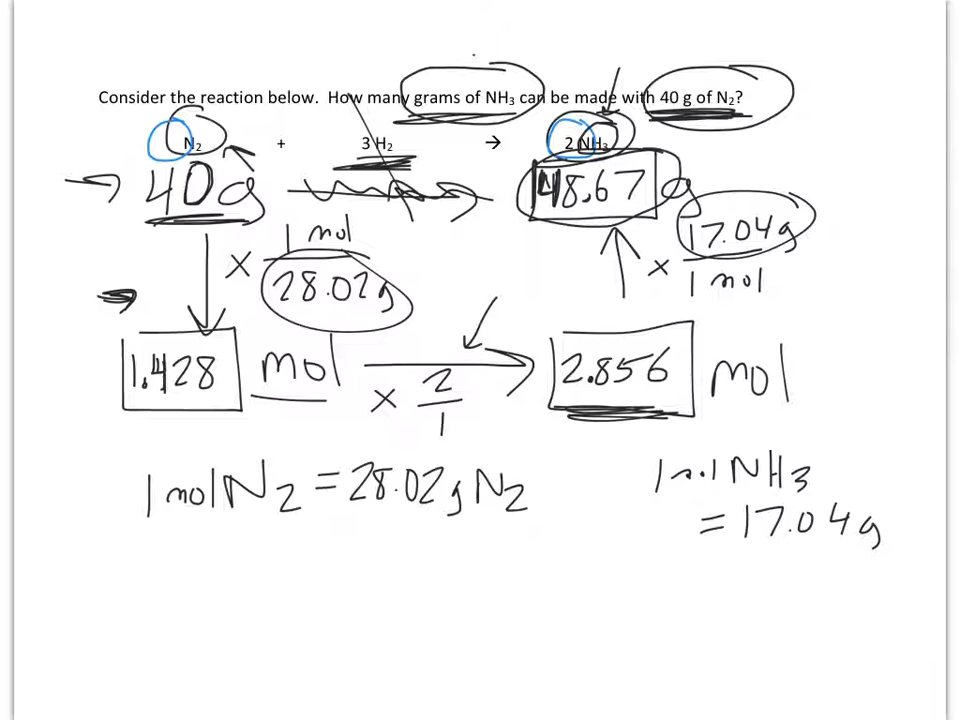 Consider the reaction below. How many grams of NH₃ can be made with 40 g of N₂?
N₂ + 3 H₂ → 2 NH₃
40 g 48.67 g
× 1 mol / 28.02g × 17.04g / 1 mol
1.428 mol × 2/1 2.856 mol
1 mol N2 = 28.02g N2 1 mol NH3
= 17.04g